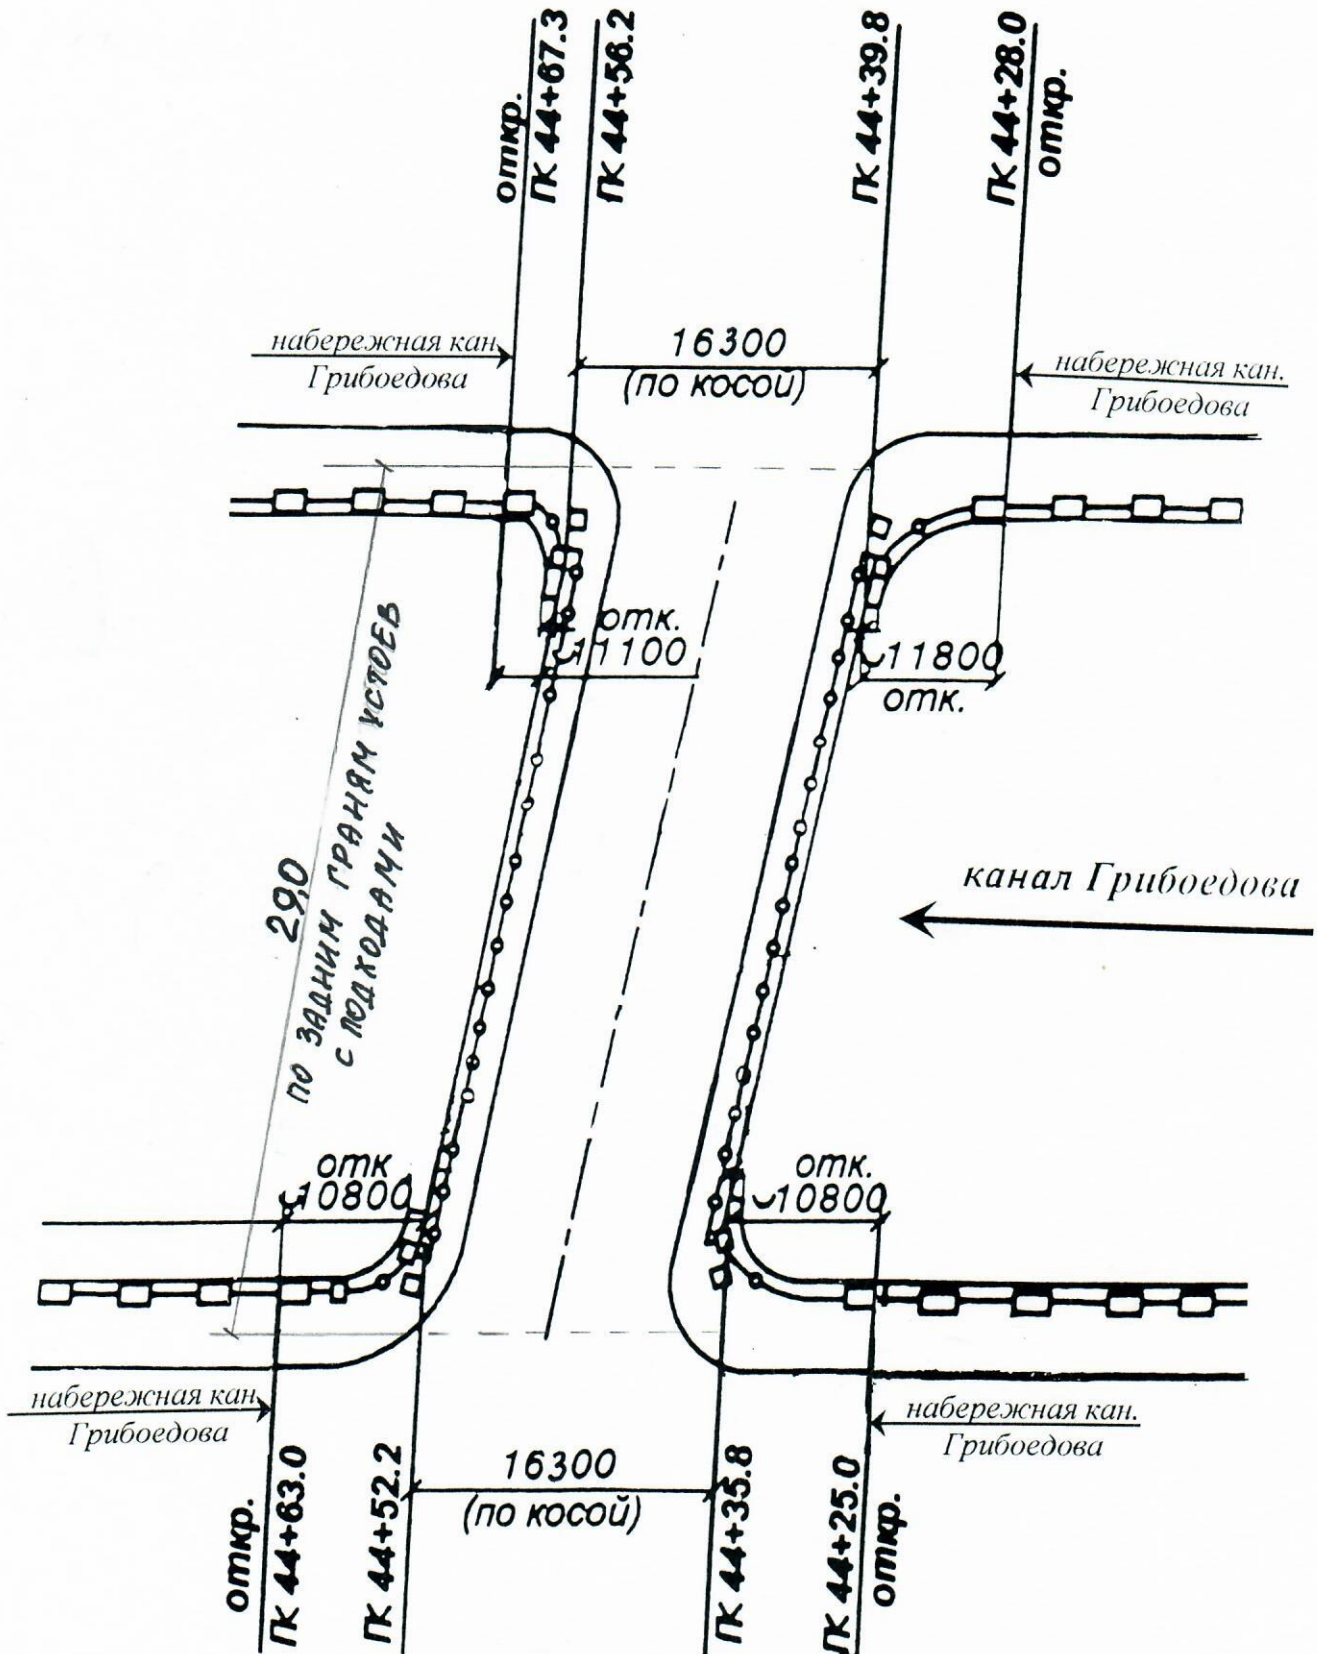 откр.
ПК 44+67.3
ПК 44+56.2
ПК 44+39.8
ПК 44+28.0
откр.
набережная кан.
Грибоедова
16300
(по косой)
набережная кан.
Грибоедова
отк.
11100
11800
отк.
29,0
ПО ЗАДНИМ ГРАНЯМ УСТОЕВ
С ПОДХОДАМИ
канал Грибоедова
отк
10800
отк.
10800
набережная кан.
Грибоедова
набережная кан.
Грибоедова
16300
(по косой)
откр.
ПК 44+63.0
ПК 44+52.2
ПК 44+35.8
ПК 44+25.0
откр.